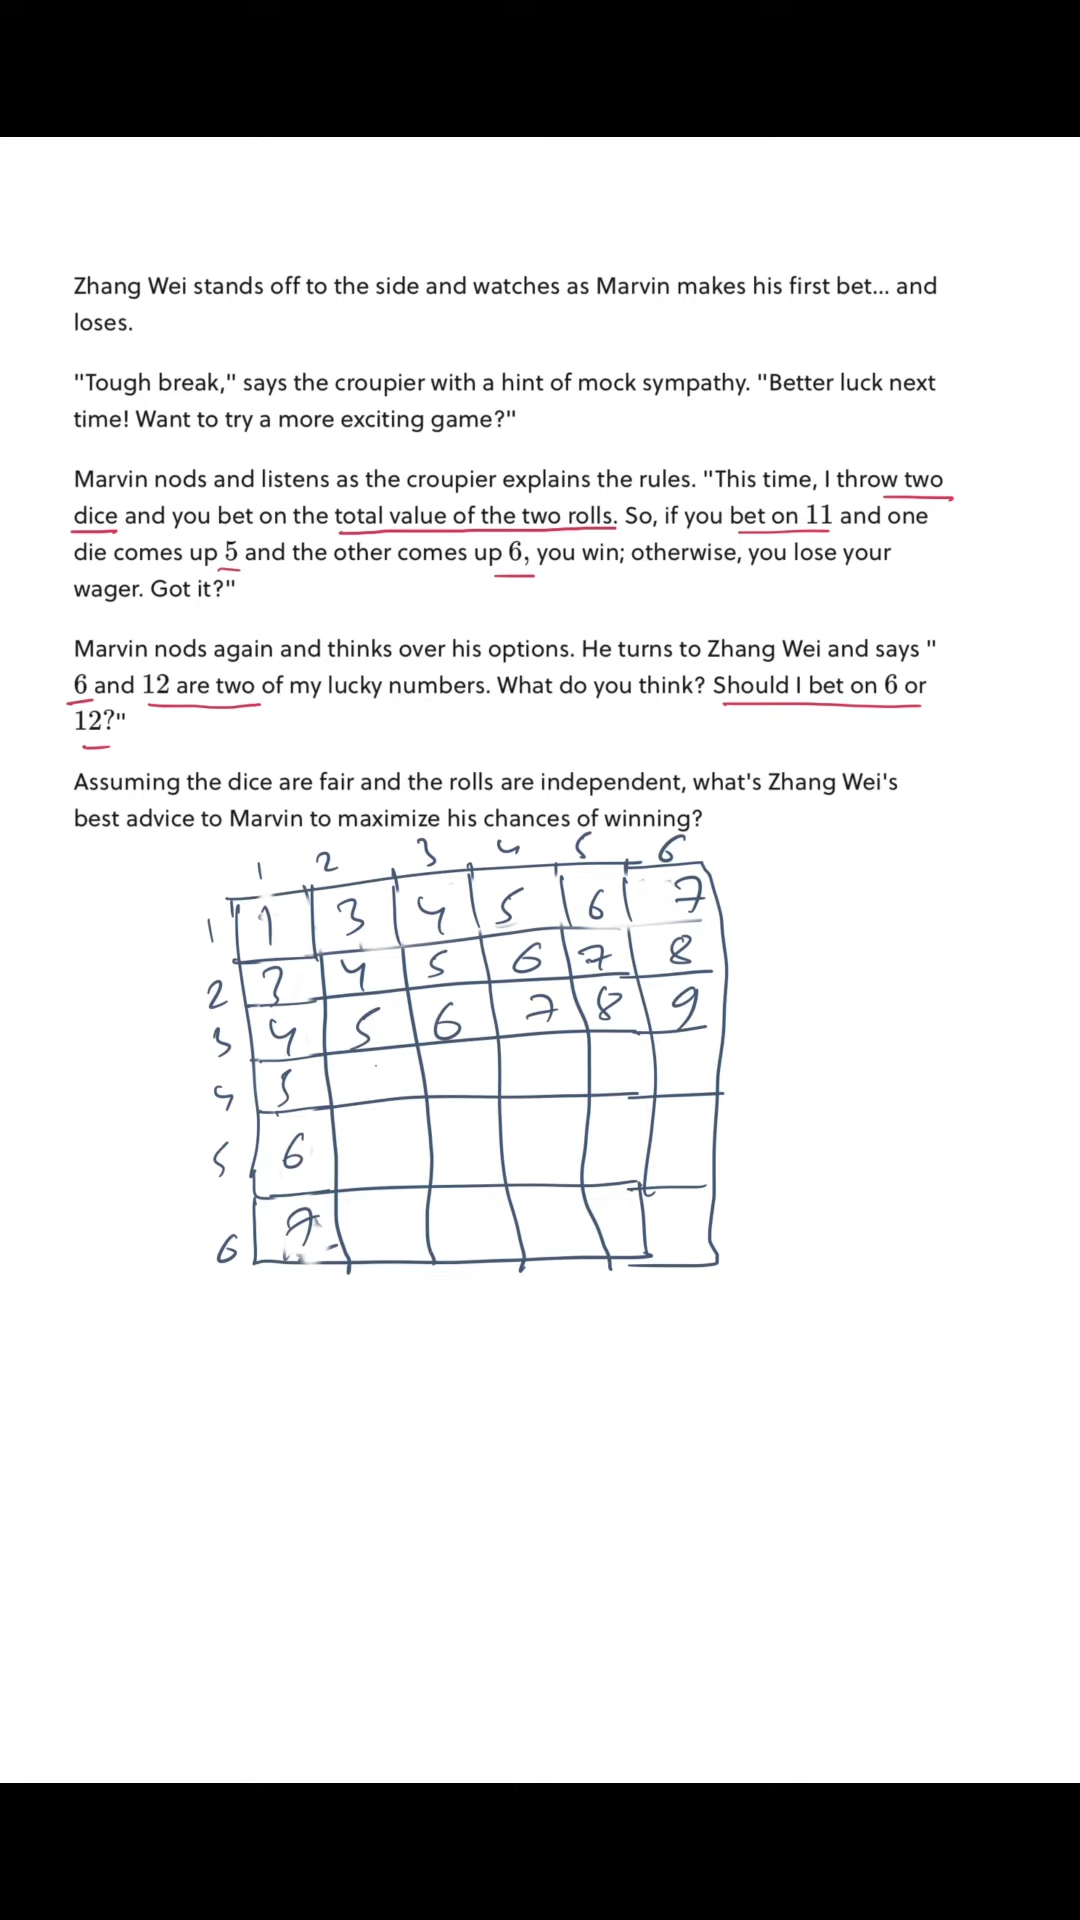 Zhang Wei stands off to the side and watches as Marvin makes his first bet... and
loses.
"Tough break," says the croupier with a hint of mock sympathy. "Better luck next
time! Want to try a more exciting game?"
Marvin nods and listens as the croupier explains the rules. "This time, I throw two
dice and you bet on the total value of the two rolls. So, if you bet on 11 and one
die comes up 5 and the other comes up 6, you win; otherwise, you lose your
wager. Got it?"
Marvin nods again and thinks over his options. He turns to Zhang Wei and says "
6 and 12 are two of my lucky numbers. What do you think? Should I bet on 6 or
12?"
Assuming the dice are fair and the rolls are independent, what's Zhang Wei's
best advice to Marvin to maximize his chances of winning?
1 2 3 4 5 6
1 1 3 4 5 6 7
2 3 4 5 6 7 8
3 4 5 6 7 8 9
4 5
5 6
6 7